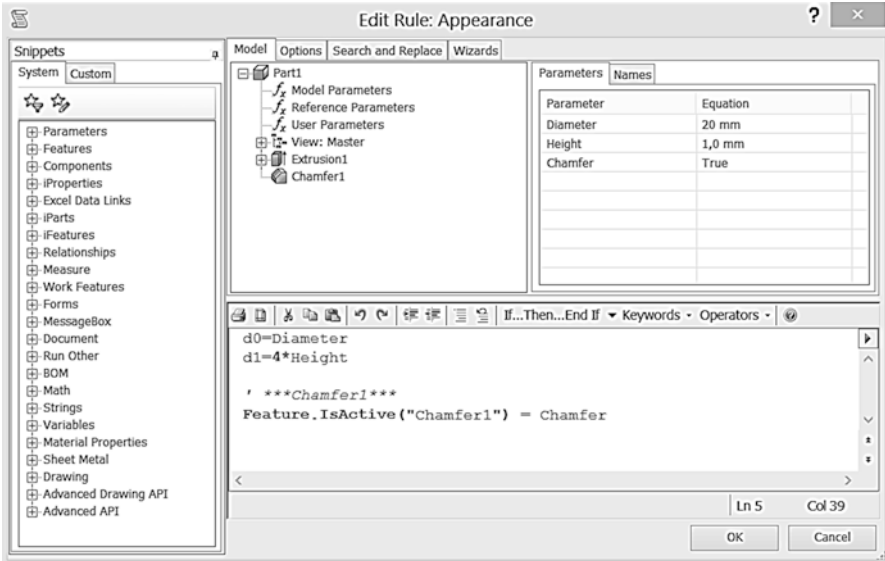 Edit Rule: Appearance
?
Snippets
System Custom
Parameters
Features
Components
iProperties
Excel Data Links
iParts
iFeatures
Relationships
Measure
Work Features
Forms
MessageBox
Document
Run Other
BOM
Math
Strings
Variables
Material Properties
Sheet Metal
Drawing
Advanced Drawing API
Advanced API
Model Options Search and Replace Wizards
Part1
fx Model Parameters
fx Reference Parameters
fx User Parameters
View: Master
Extrusion1
Chamfer1
Parameters Names
Parameter Equation
Diameter 20 mm
Height 1,0 mm
Chamfer True
If...Then...End If Keywords Operators
d0=Diameter
d1=4*Height
' ***Chamfer1***
Feature.IsActive("Chamfer1") = Chamfer
Ln 5 Col 39
OK Cancel